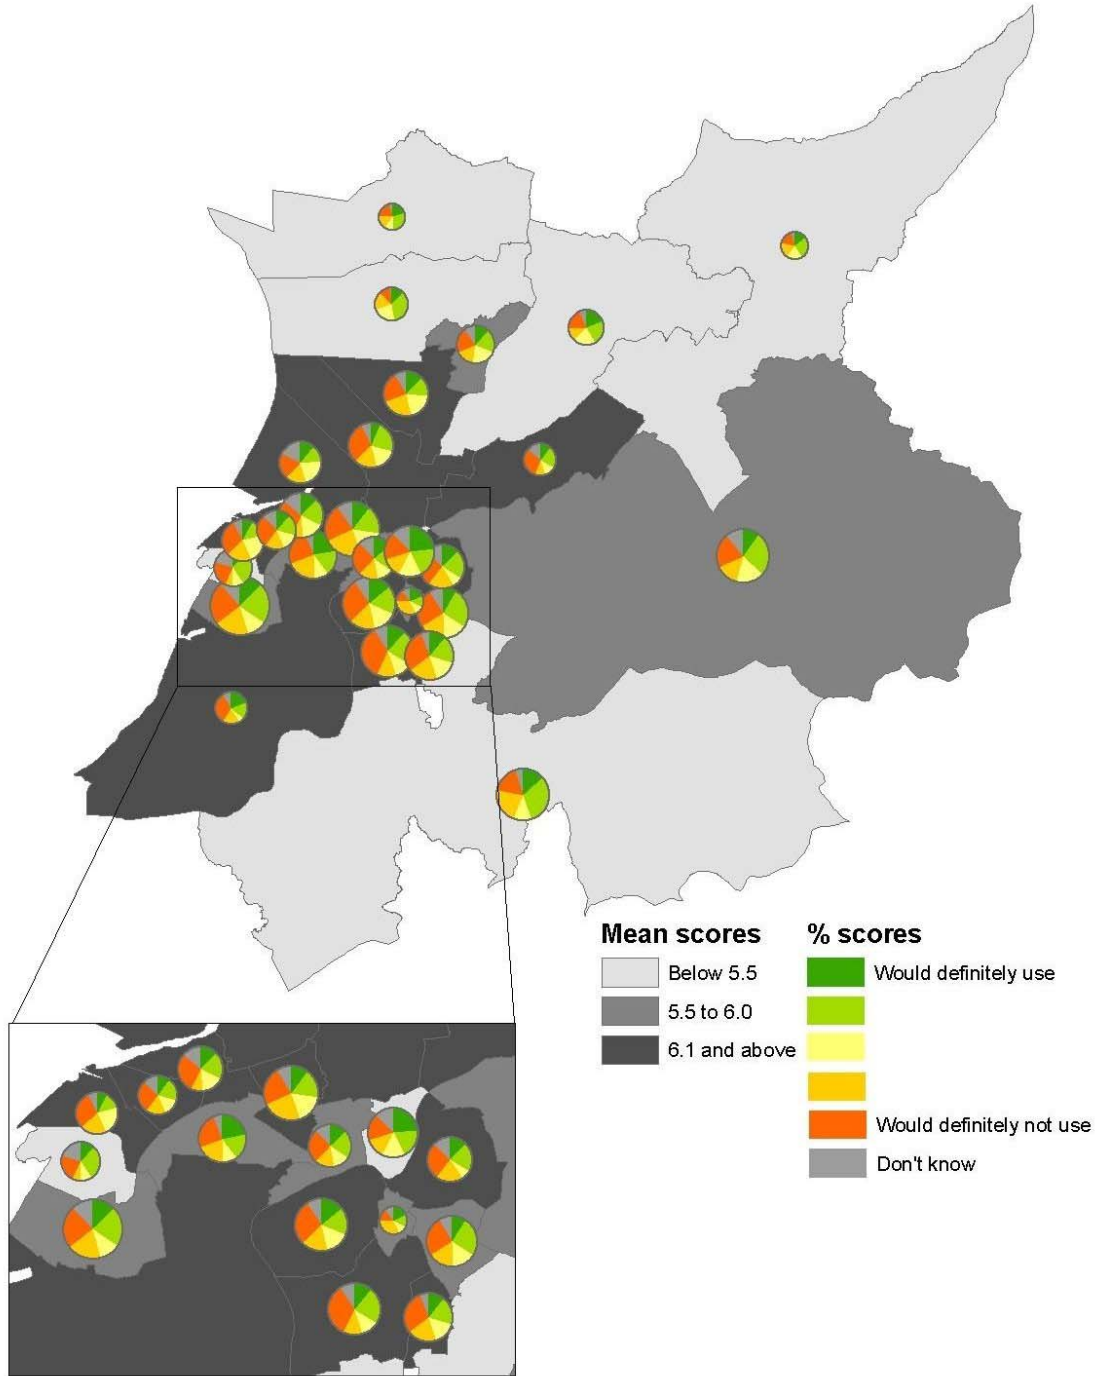 Mean scores
Below 5.5
5.5 to 6.0
6.1 and above
% scores
Would definitely use
Would definitely not use
Don't know